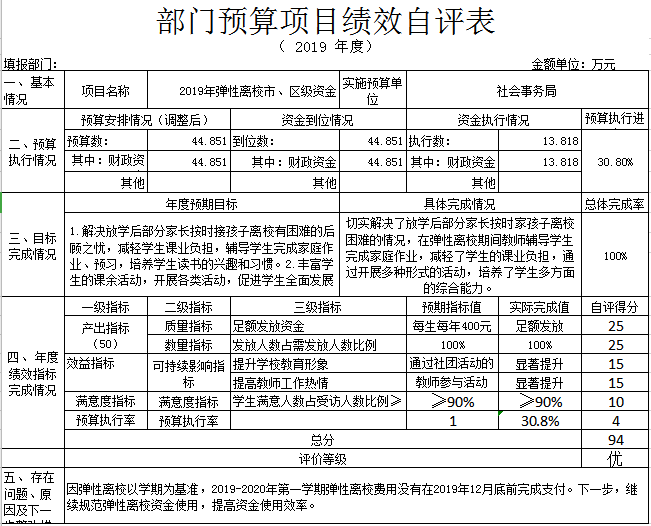 部门预算项目绩效自评表
（ 2019 年度）
填报部门： 金额单位：万元
一、基本情况 项目名称 2019年弹性离校市、区级资金 实施预算单位 社会事务局
二、预算执行情况 预算安排情况（调整后） 资金到位情况 资金执行情况 预算执行进
预算数： 44.851 到位数： 44.851 执行数： 13.818 30.80%
其中：财政资 44.851 其中：财政资金 44.851 其中：财政资金 13.818
其他 其他 其他
三、目标完成情况 年度预期目标 具体完成情况 总体完成率
1.解决放学后部分家长按时接孩子离校有困难的后
顾之忧，减轻学生课业负担，辅导学生完成家庭作
业、预习，培养学生读书的兴趣和习惯。2.丰富学
生的课余活动，开展各类活动，促进学生全面发展
切实解决了放学后部分家长按时家孩子离校
困难的情况，在弹性离校期间教师辅导学生
完成家庭作业，减轻了学生的课业负担，通
过开展多种形式的活动，培养了学生多方面
的综合能力。
100%
四、年度绩效指标完成情况 一级指标 二级指标 三级指标 预期指标值 实际完成值 自评得分
产出指标（50） 质量指标 足额发放资金 每生每年400元 足额发放 25
数量指标 发放人数占需发放人数比例 100% 100% 25
效益指标 可持续影响指标 提升学校教育形象 通过社团活动的 显著提升 15
提高教师工作热情 教师参与活动 显著提升 15
满意度指标 满意度指标 学生满意人数占受访人数比例≥ ≥90% ≥90% 10
预算执行率 预算执行率 1 30.8% 4
总分 94
评价等级 优
五、存在问题、原因及下一
因弹性离校以学期为基准，2019-2020年第一学期弹性离校费用没有在2019年12月底前完成支付。下一步，继
续规范弹性离校资金使用，提高资金使用效率。